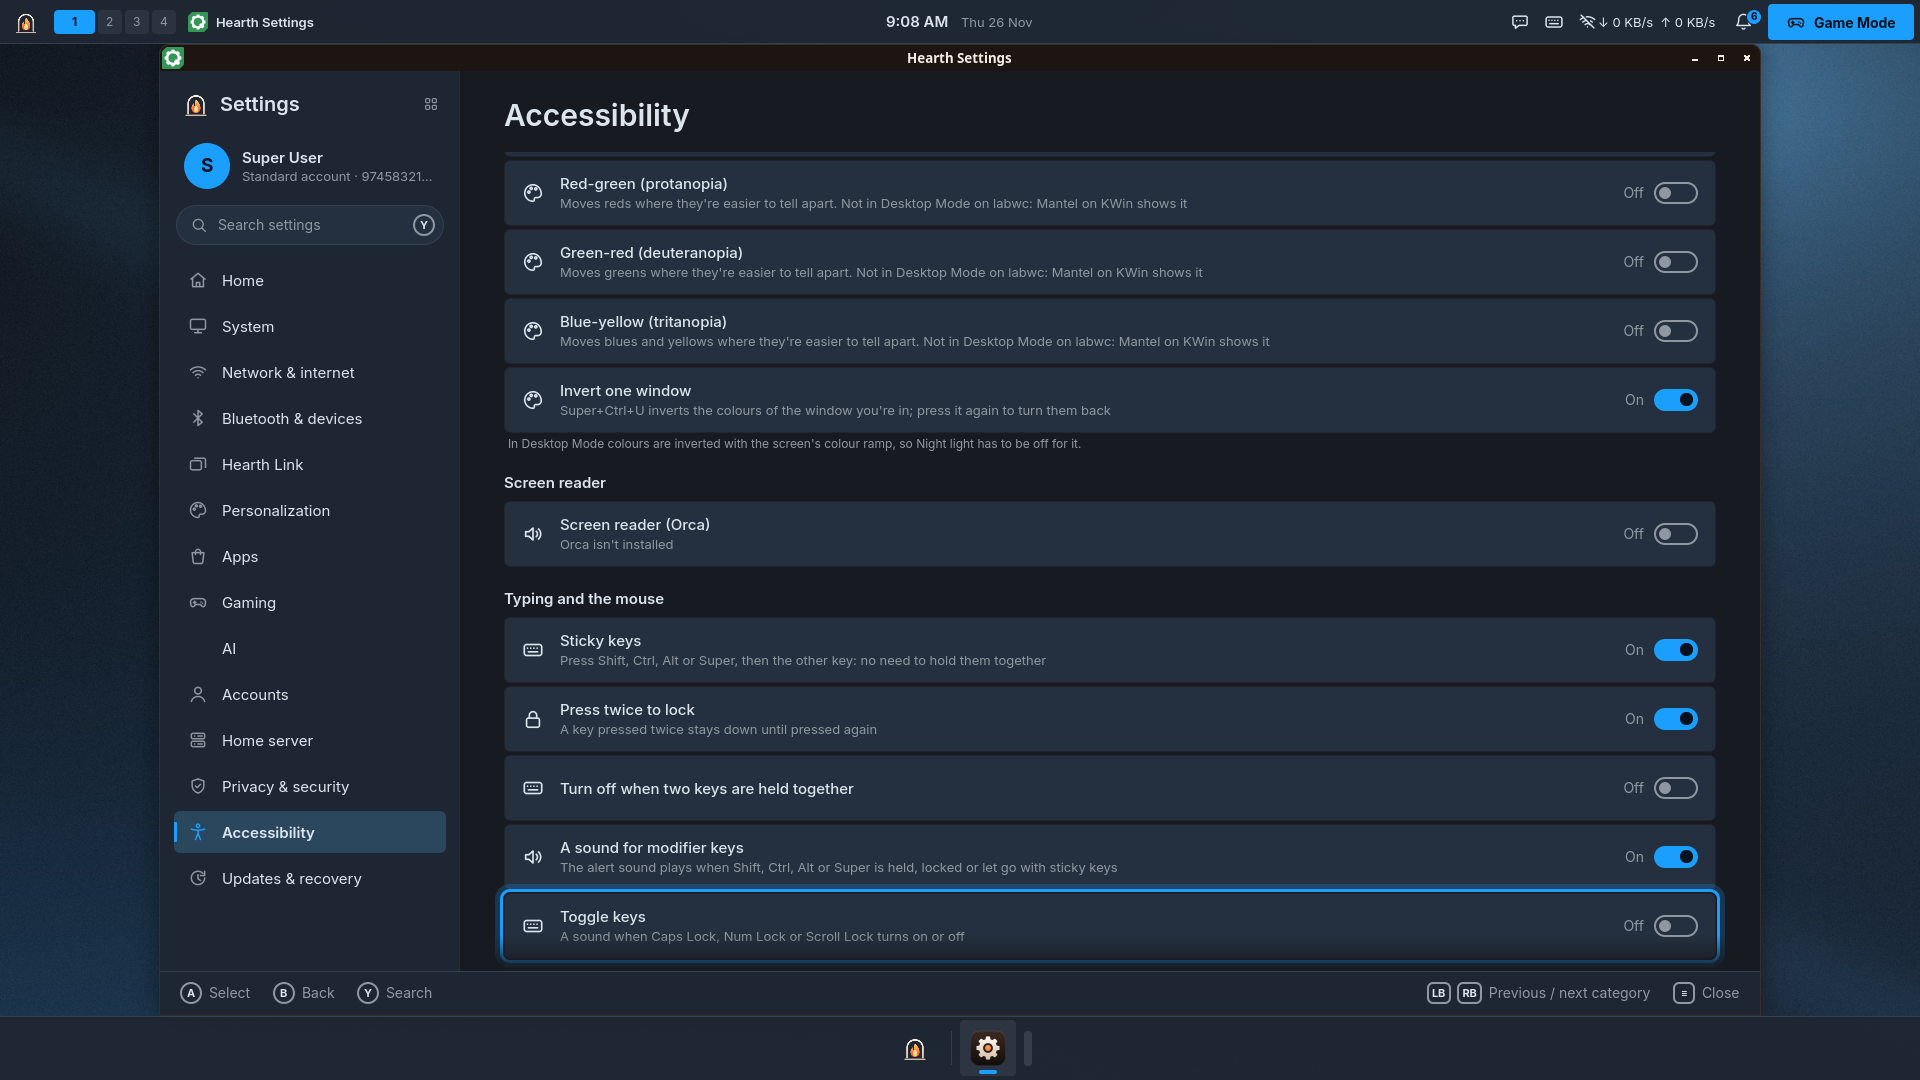 1 2 3 4 Hearth Settings 9:08 AM Thu 26 Nov ↓ 0 KB/s ↑ 0 KB/s 6 Game Mode
Hearth Settings
Settings
S
Super User
Standard account · 97458321...
Search settings Y
Home
System
Network & internet
Bluetooth & devices
Hearth Link
Personalization
Apps
Gaming
AI
Accounts
Home server
Privacy & security
Accessibility
Updates & recovery
Accessibility
Red-green (protanopia)
Moves reds where they're easier to tell apart. Not in Desktop Mode on labwc: Mantel on KWin shows it
Off
Green-red (deuteranopia)
Moves greens where they're easier to tell apart. Not in Desktop Mode on labwc: Mantel on KWin shows it
Off
Blue-yellow (tritanopia)
Moves blues and yellows where they're easier to tell apart. Not in Desktop Mode on labwc: Mantel on KWin shows it
Off
Invert one window
Super+Ctrl+U inverts the colours of the window you're in; press it again to turn them back
On
In Desktop Mode colours are inverted with the screen's colour ramp, so Night light has to be off for it.
Screen reader
Screen reader (Orca)
Orca isn't installed
Off
Typing and the mouse
Sticky keys
Press Shift, Ctrl, Alt or Super, then the other key: no need to hold them together
On
Press twice to lock
A key pressed twice stays down until pressed again
On
Turn off when two keys are held together
Off
A sound for modifier keys
The alert sound plays when Shift, Ctrl, Alt or Super is held, locked or let go with sticky keys
On
Toggle keys
A sound when Caps Lock, Num Lock or Scroll Lock turns on or off
Off
A Select B Back Y Search LB RB Previous / next category Close